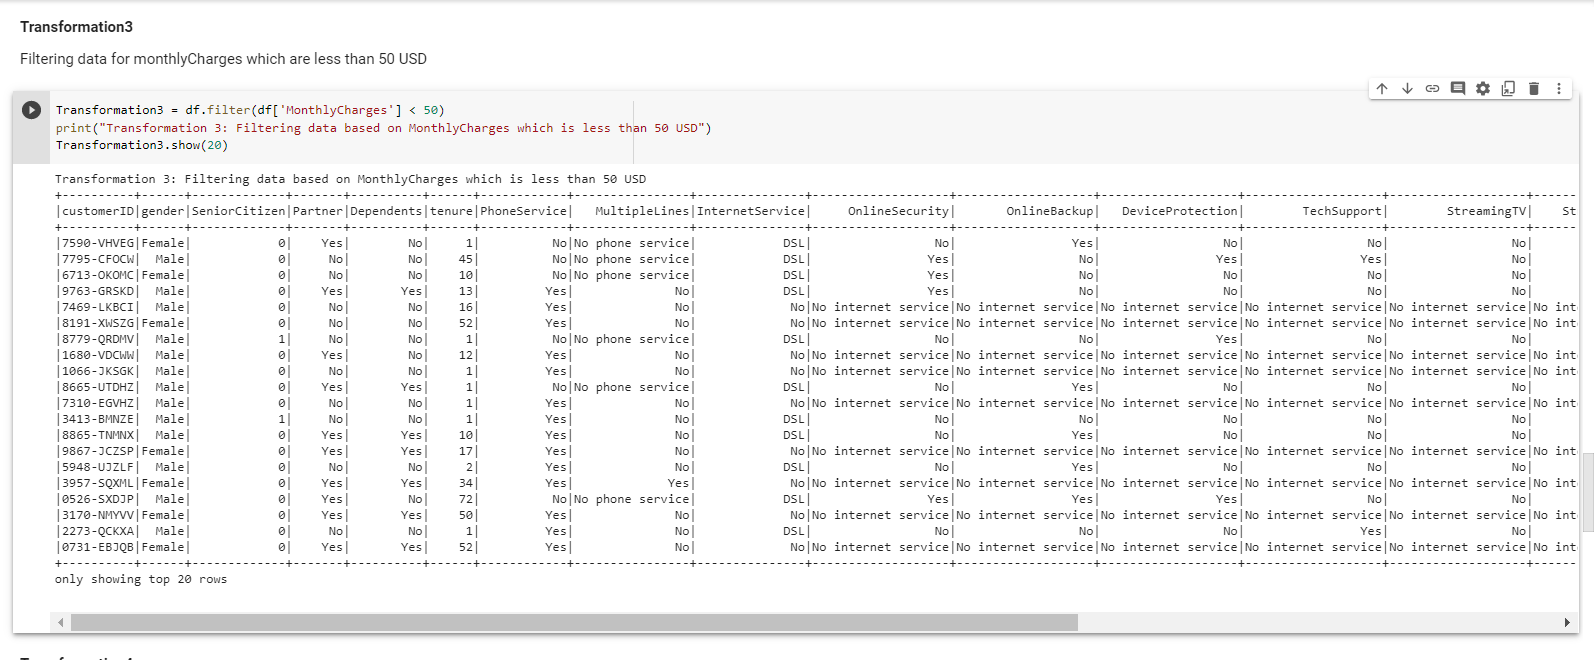 Transformation3
Filtering data for monthlyCharges which are less than 50 USD
Transformation3 = df.filter(df['MonthlyCharges'] < 50)
print("Transformation 3: Filtering data based on MonthlyCharges which is less than 50 USD")
Transformation3.show(20)
Transformation 3: Filtering data based on MonthlyCharges which is less than 50 USD
|customerID|gender|SeniorCitizen|Partner|Dependents|tenure|PhoneService|   MultipleLines|InternetService|     OnlineSecurity|       OnlineBackup|   DeviceProtection|        TechSupport|        StreamingTV|    St
|7590-VHVEG|Female|            0|    Yes|        No|     1|          No|No phone service|            DSL|                 No|                Yes|                 No|                 No|                 No|
|7795-CFOCW|  Male|            0|     No|        No|    45|          No|No phone service|            DSL|                Yes|                 No|                Yes|                Yes|                 No|
|6713-OKOMC|Female|            0|     No|        No|    10|          No|No phone service|            DSL|                Yes|                 No|                 No|                 No|                 No|
|9763-GRSKD|  Male|            0|    Yes|       Yes|    13|         Yes|              No|            DSL|                Yes|                 No|                 No|                 No|                 No|
|7469-LKBCI|  Male|            0|     No|        No|    16|         Yes|              No|             No|No internet service|No internet service|No internet service|No internet service|No internet service|No int
|8191-XWSZG|Female|            0|     No|        No|    52|         Yes|              No|             No|No internet service|No internet service|No internet service|No internet service|No internet service|No int
|8779-QRDMV|  Male|            1|     No|        No|     1|          No|No phone service|            DSL|                 No|                 No|                Yes|                 No|                 No|
|1680-VDCWW|  Male|            0|    Yes|        No|    12|         Yes|              No|             No|No internet service|No internet service|No internet service|No internet service|No internet service|No int
|1066-JKSGK|  Male|            0|     No|        No|     1|         Yes|              No|             No|No internet service|No internet service|No internet service|No internet service|No internet service|No int
|8665-UTDHZ|  Male|            0|    Yes|       Yes|     1|          No|No phone service|            DSL|                 No|                Yes|                 No|                 No|                 No|
|7310-EGVHZ|  Male|            0|     No|        No|     1|         Yes|              No|             No|No internet service|No internet service|No internet service|No internet service|No internet service|No int
|3413-BMNZE|  Male|            1|     No|        No|     1|         Yes|              No|            DSL|                 No|                 No|                 No|                 No|                 No|
|8865-TNMNX|  Male|            0|    Yes|       Yes|    10|         Yes|              No|            DSL|                 No|                Yes|                 No|                 No|                 No|
|9867-JCZSP|Female|            0|    Yes|       Yes|    17|         Yes|              No|             No|No internet service|No internet service|No internet service|No internet service|No internet service|No int
|5948-UJZLF|  Male|            0|     No|        No|     2|         Yes|              No|            DSL|                 No|                Yes|                 No|                 No|                 No|
|3957-SQXML|Female|            0|    Yes|       Yes|    34|         Yes|             Yes|             No|No internet service|No internet service|No internet service|No internet service|No internet service|No int
|0526-SXDJP|  Male|            0|    Yes|        No|    72|          No|No phone service|            DSL|                Yes|                Yes|                Yes|                 No|                 No|
|3170-NMYVV|Female|            0|    Yes|       Yes|    50|         Yes|              No|             No|No internet service|No internet service|No internet service|No internet service|No internet service|No int
|2273-QCKXA|  Male|            0|     No|        No|     1|         Yes|              No|            DSL|                 No|                 No|                 No|                Yes|                 No|
|0731-EBJQB|Female|            0|    Yes|       Yes|    52|         Yes|              No|             No|No internet service|No internet service|No internet service|No internet service|No internet service|No int
only showing top 20 rows